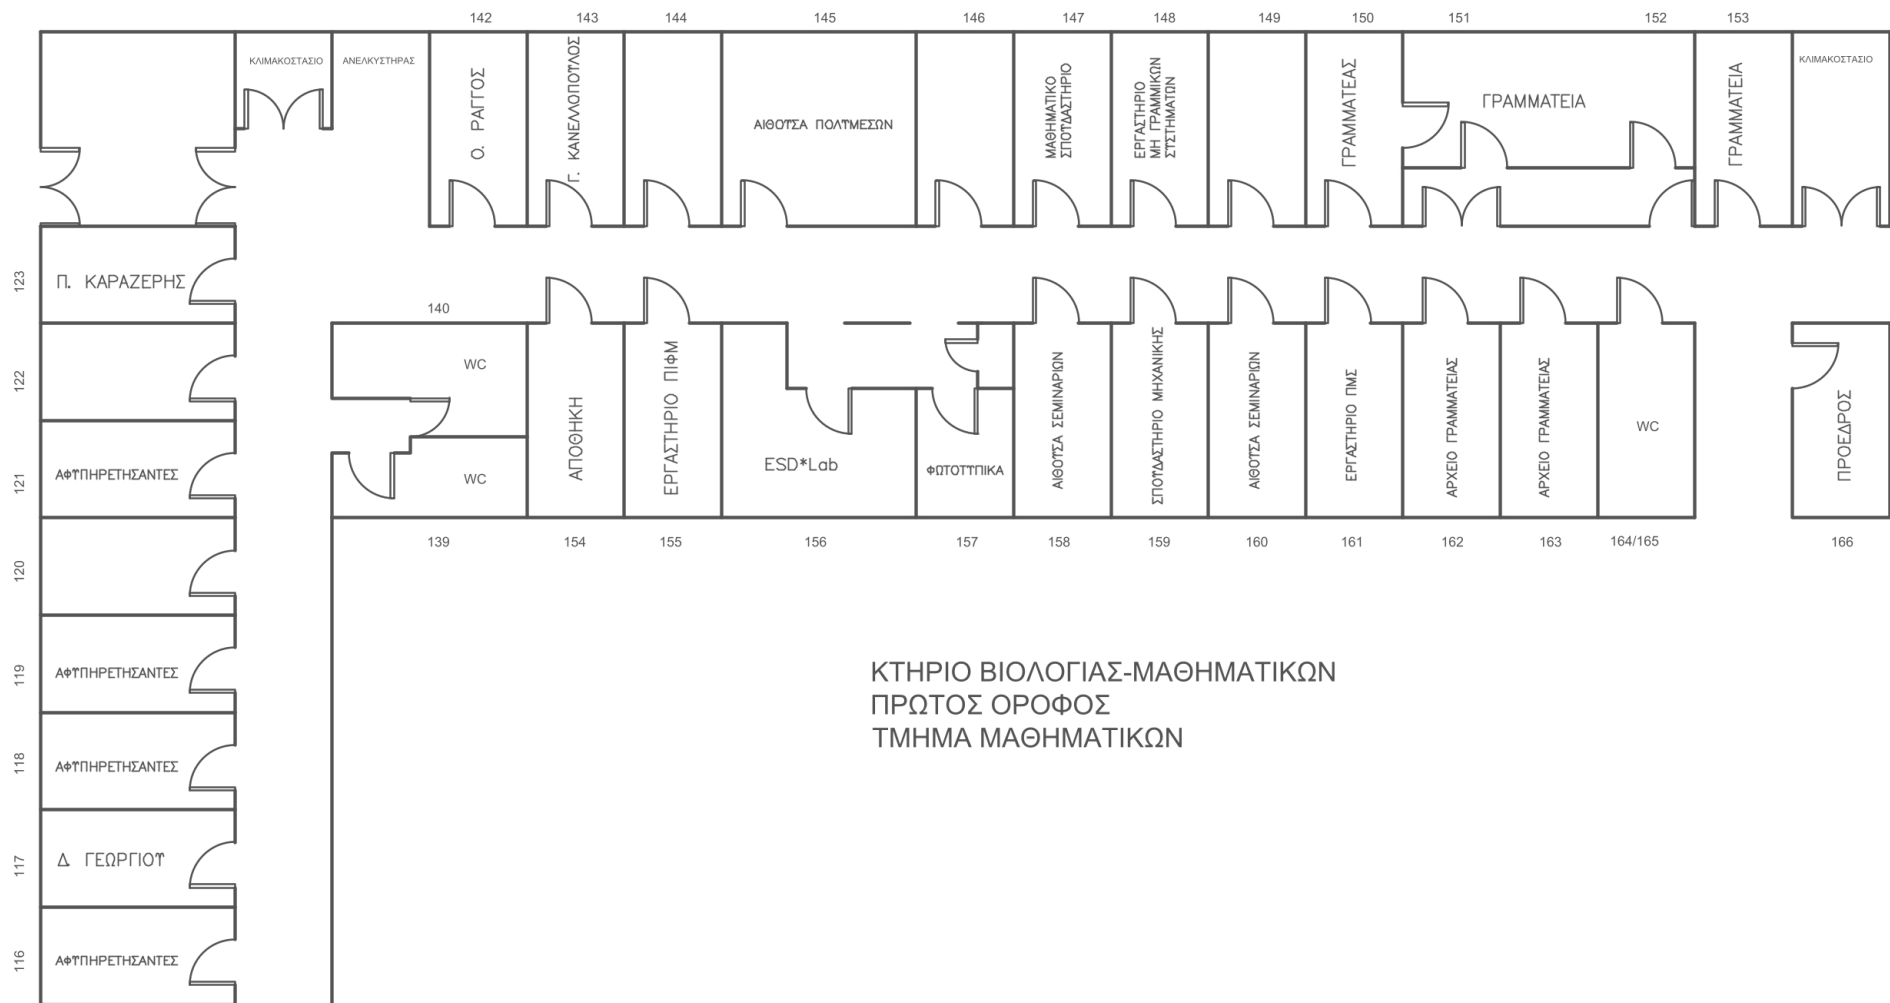 142
143
144
145
146
147
148
149
150
151
152
153
ΚΛΙΜΑΚΟΣΤΑΣΙΟ
ΑΝΕΛΚΥΣΤΗΡΑΣ
Ο. ΡΑΓΓΟΣ
Γ. ΚΑΝΕΛΛΟΠΟΥΛΟΣ
ΑΙΘΟΥΣΑ ΠΟΛΥΜΕΣΩΝ
ΜΑΘΗΜΑΤΙΚΟ
ΣΠΟΥΔΑΣΤΗΡΙΟ
ΕΡΓΑΣΤΗΡΙΟ
ΜΗ ΓΡΑΜΜΙΚΩΝ
ΣΥΣΤΗΜΑΤΩΝ
ΓΡΑΜΜΑΤΕΑΣ
ΓΡΑΜΜΑΤΕΙΑ
ΓΡΑΜΜΑΤΕΙΑ
ΚΛΙΜΑΚΟΣΤΑΣΙΟ
123
Π. ΚΑΡΑΖΕΡΗΣ
122
121
ΑΦΥΠΗΡΕΤΗΣΑΝΤΕΣ
120
119
ΑΦΥΠΗΡΕΤΗΣΑΝΤΕΣ
118
ΑΦΥΠΗΡΕΤΗΣΑΝΤΕΣ
117
Δ. ΓΕΩΡΓΙΟΥ
116
ΑΦΥΠΗΡΕΤΗΣΑΝΤΕΣ
140
WC
WC
ΑΠΟΘΗΚΗ
ΕΡΓΑΣΤΗΡΙΟ ΠΙΦΜ
ESD*Lab
ΦΩΤΟΤΥΠΙΚΑ
ΑΙΘΟΥΣΑ ΣΕΜΙΝΑΡΙΩΝ
ΣΠΟΥΔΑΣΤΗΡΙΟ ΜΗΧΑΝΙΚΗΣ
ΑΙΘΟΥΣΑ ΣΕΜΙΝΑΡΙΩΝ
ΕΡΓΑΣΤΗΡΙΟ ΠΜΣ
ΑΡΧΕΙΟ ΓΡΑΜΜΑΤΕΙΑΣ
ΑΡΧΕΙΟ ΓΡΑΜΜΑΤΕΙΑΣ
WC
ΠΡΟΕΔΡΟΣ
139
154
155
156
157
158
159
160
161
162
163
164/165
166
ΚΤΗΡΙΟ ΒΙΟΛΟΓΙΑΣ-ΜΑΘΗΜΑΤΙΚΩΝ
ΠΡΩΤΟΣ ΟΡΟΦΟΣ
ΤΜΗΜΑ ΜΑΘΗΜΑΤΙΚΩΝ